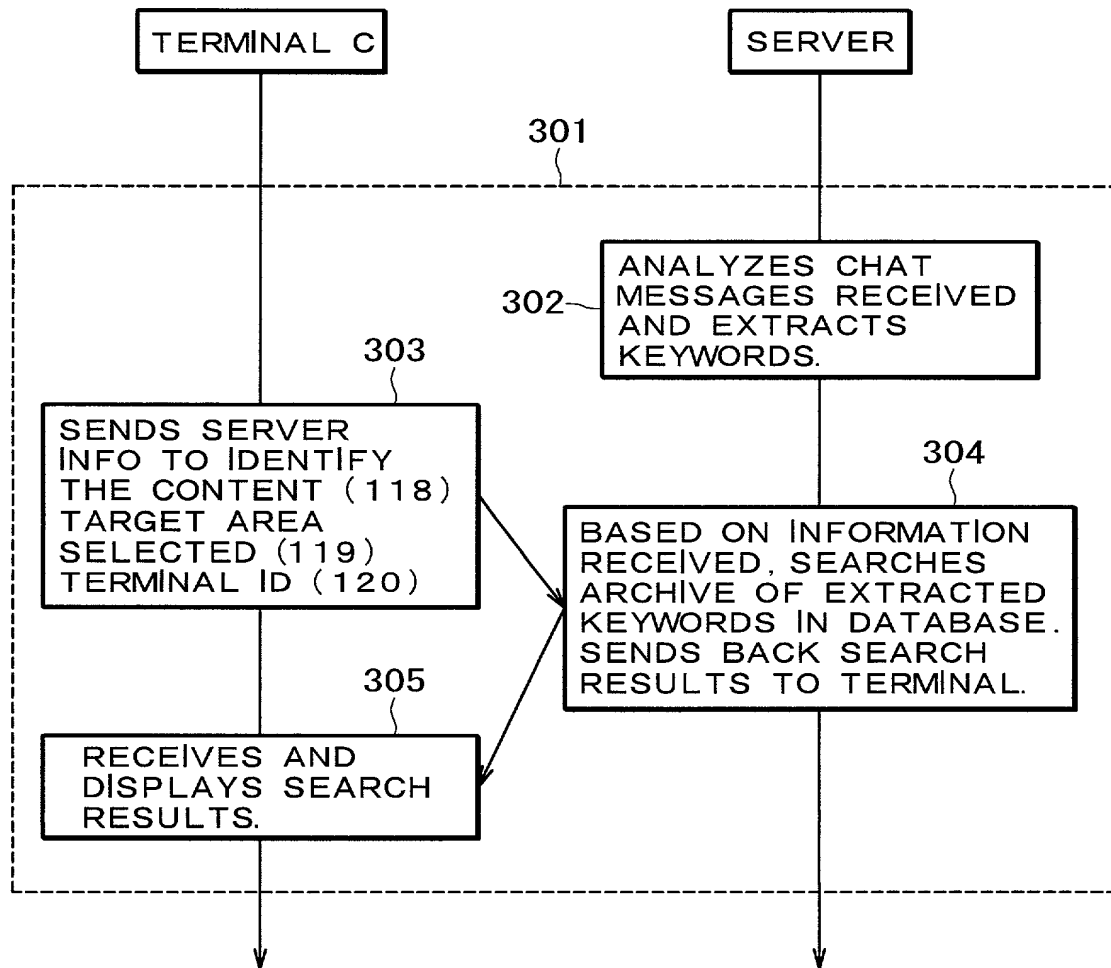 TERMINAL C
SERVER
301
302
ANALYZES CHAT
MESSAGES RECEIVED
AND EXTRACTS
KEYWORDS.
303
SENDS SERVER
INFO TO IDENTIFY
THE CONTENT (118)
TARGET AREA
SELECTED (119)
TERMINAL ID (120)
304
BASED ON INFORMATION
RECEIVED, SEARCHES
ARCHIVE OF EXTRACTED
KEYWORDS IN DATABASE.
SENDS BACK SEARCH
RESULTS TO TERMINAL.
305
RECEIVES AND
DISPLAYS SEARCH
RESULTS.